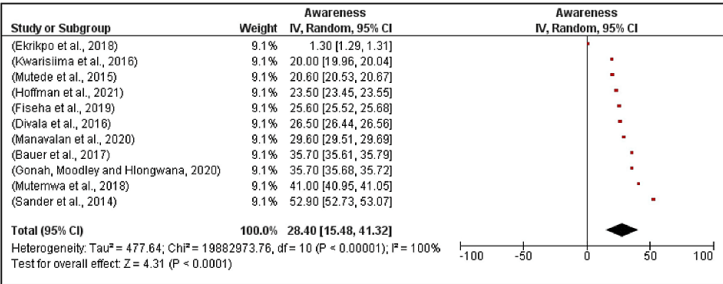 Awareness Awareness
Study or Subgroup Weight IV, Random, 95% CI IV, Random, 95% CI
(Ekrikpo et al., 2018) 9.1% 1.30 [1.29, 1.31]
(Kwarisiima et al., 2016) 9.1% 20.00 [19.96, 20.04]
(Mutede et al., 2015) 9.1% 20.60 [20.53, 20.67]
(Hoffman et al., 2021) 9.1% 23.50 [23.45, 23.55]
(Fiseha et al., 2019) 9.1% 25.60 [25.52, 25.68]
(Divala et al., 2016) 9.1% 26.50 [26.44, 26.56]
(Manavalan et al., 2020) 9.1% 29.60 [29.51, 29.69]
(Bauer et al., 2017) 9.1% 35.70 [35.61, 35.79]
(Gonah, Moodley and Hlongwana, 2020) 9.1% 35.70 [35.68, 35.72]
(Mutemwa et al., 2018) 9.1% 41.00 [40.95, 41.05]
(Sander et al., 2014) 9.1% 52.90 [52.73, 53.07]
Total (95% CI) 100.0% 28.40 [15.48, 41.32]
Heterogeneity: Tau² = 477.64; Chi² = 19882973.76, df = 10 (P < 0.00001); I² = 100%
Test for overall effect: Z = 4.31 (P < 0.0001)
-100 -50 0 50 100